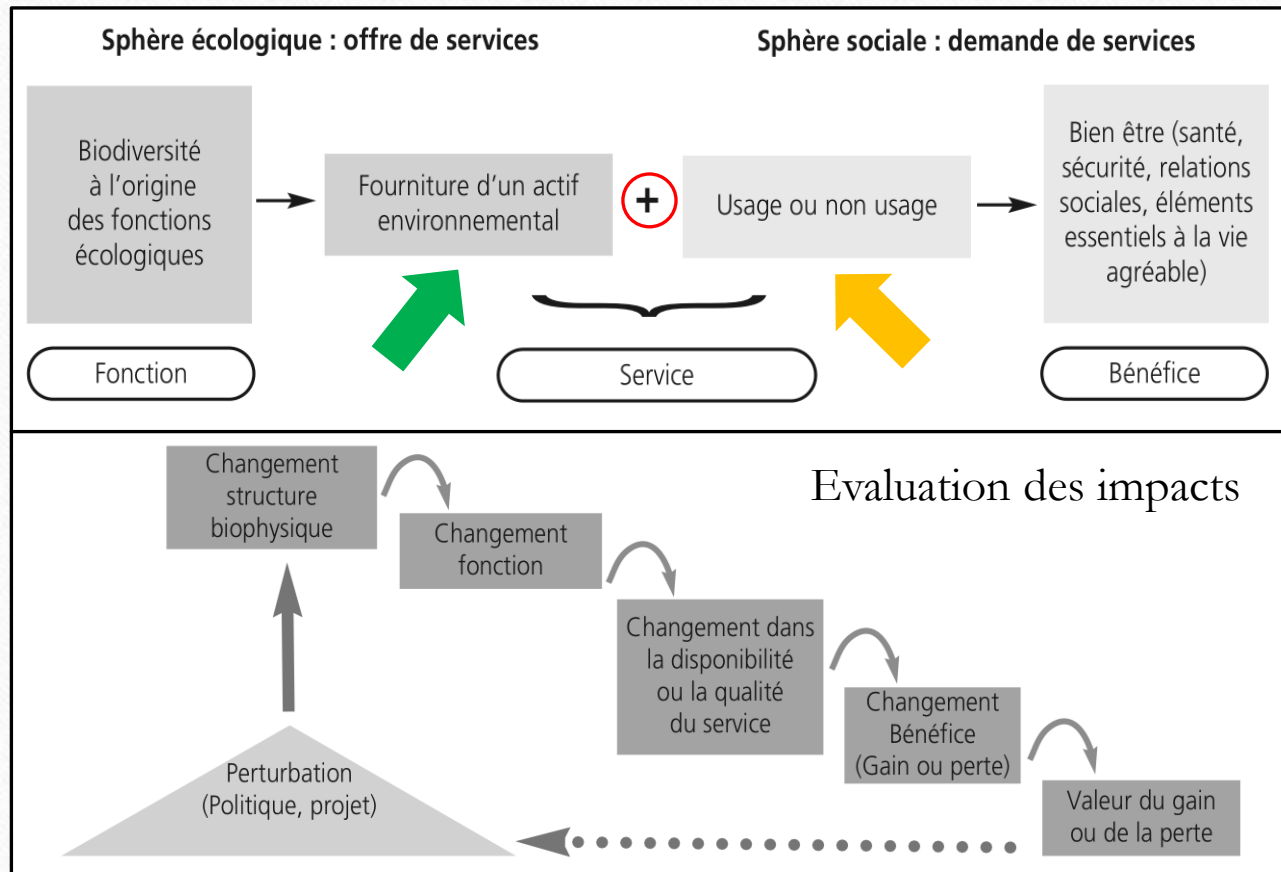 Sphère écologique : offre de services
Sphère sociale : demande de services
Biodiversité
à l'origine
des fonctions
écologiques
Fourniture d'un actif
environnemental
+
Usage ou non usage
Bien être (santé,
sécurité, relations
sociales, éléments
essentiels à la vie
agréable)
Fonction
Service
Bénéfice
Evaluation des impacts
Changement
structure
biophysique
Changement
fonction
Changement dans
la disponibilité
ou la qualité
du service
Changement
Bénéfice
(Gain ou perte)
Valeur du gain
ou de la perte
Perturbation
(Politique, projet)